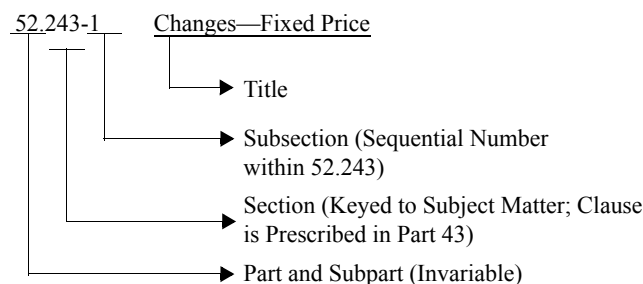 52.243-1 Changes—Fixed Price
Title
Subsection (Sequential Number
within 52.243)
Section (Keyed to Subject Matter; Clause
is Prescribed in Part 43)
Part and Subpart (Invariable)